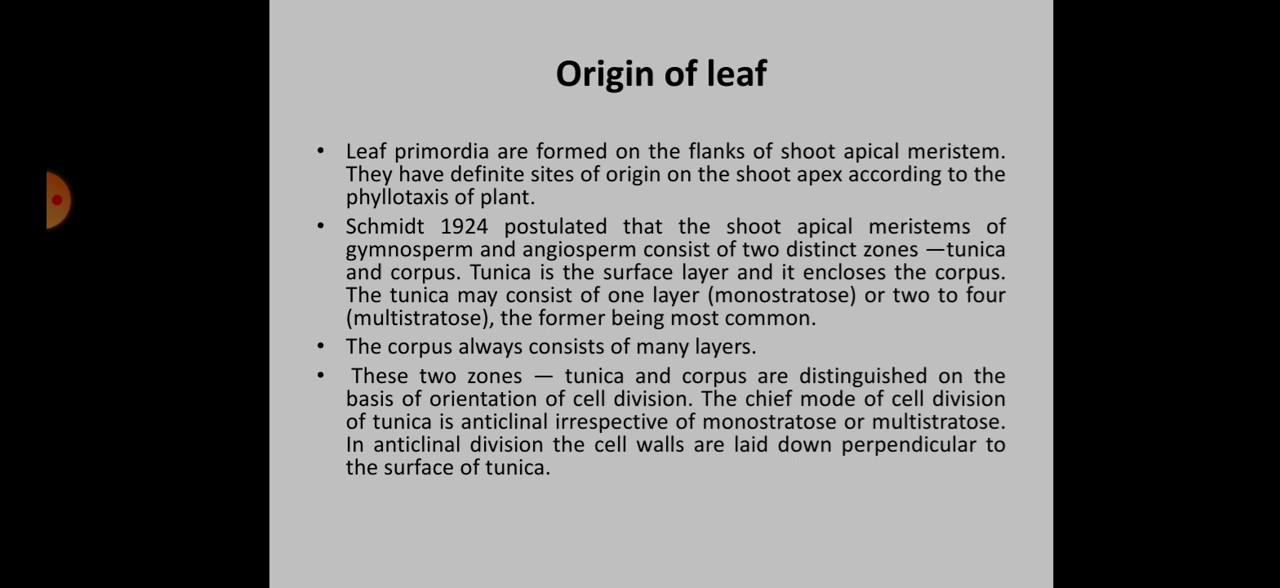 Origin of leaf
• Leaf primordia are formed on the flanks of shoot apical meristem.
They have definite sites of origin on the shoot apex according to the
phyllotaxis of plant.
• Schmidt 1924 postulated that the shoot apical meristems of
gymnosperm and angiosperm consist of two distinct zones —tunica
and corpus. Tunica is the surface layer and it encloses the corpus.
The tunica may consist of one layer (monostratose) or two to four
(multistratose), the former being most common.
• The corpus always consists of many layers.
• These two zones — tunica and corpus are distinguished on the
basis of orientation of cell division. The chief mode of cell division
of tunica is anticlinal irrespective of monostratose or multistratose.
In anticlinal division the cell walls are laid down perpendicular to
the surface of tunica.